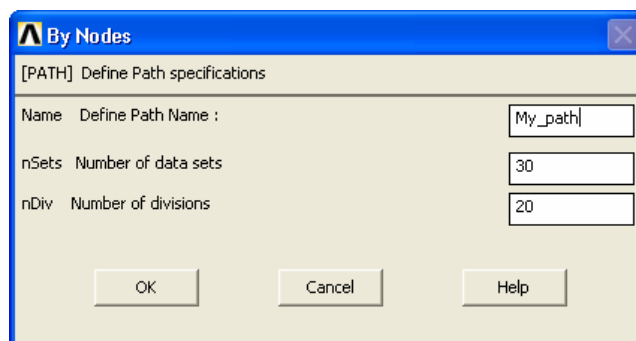 By Nodes
[PATH] Define Path specifications
Name Define Path Name : My_path
nSets Number of data sets 30
nDiv Number of divisions 20
OK Cancel Help